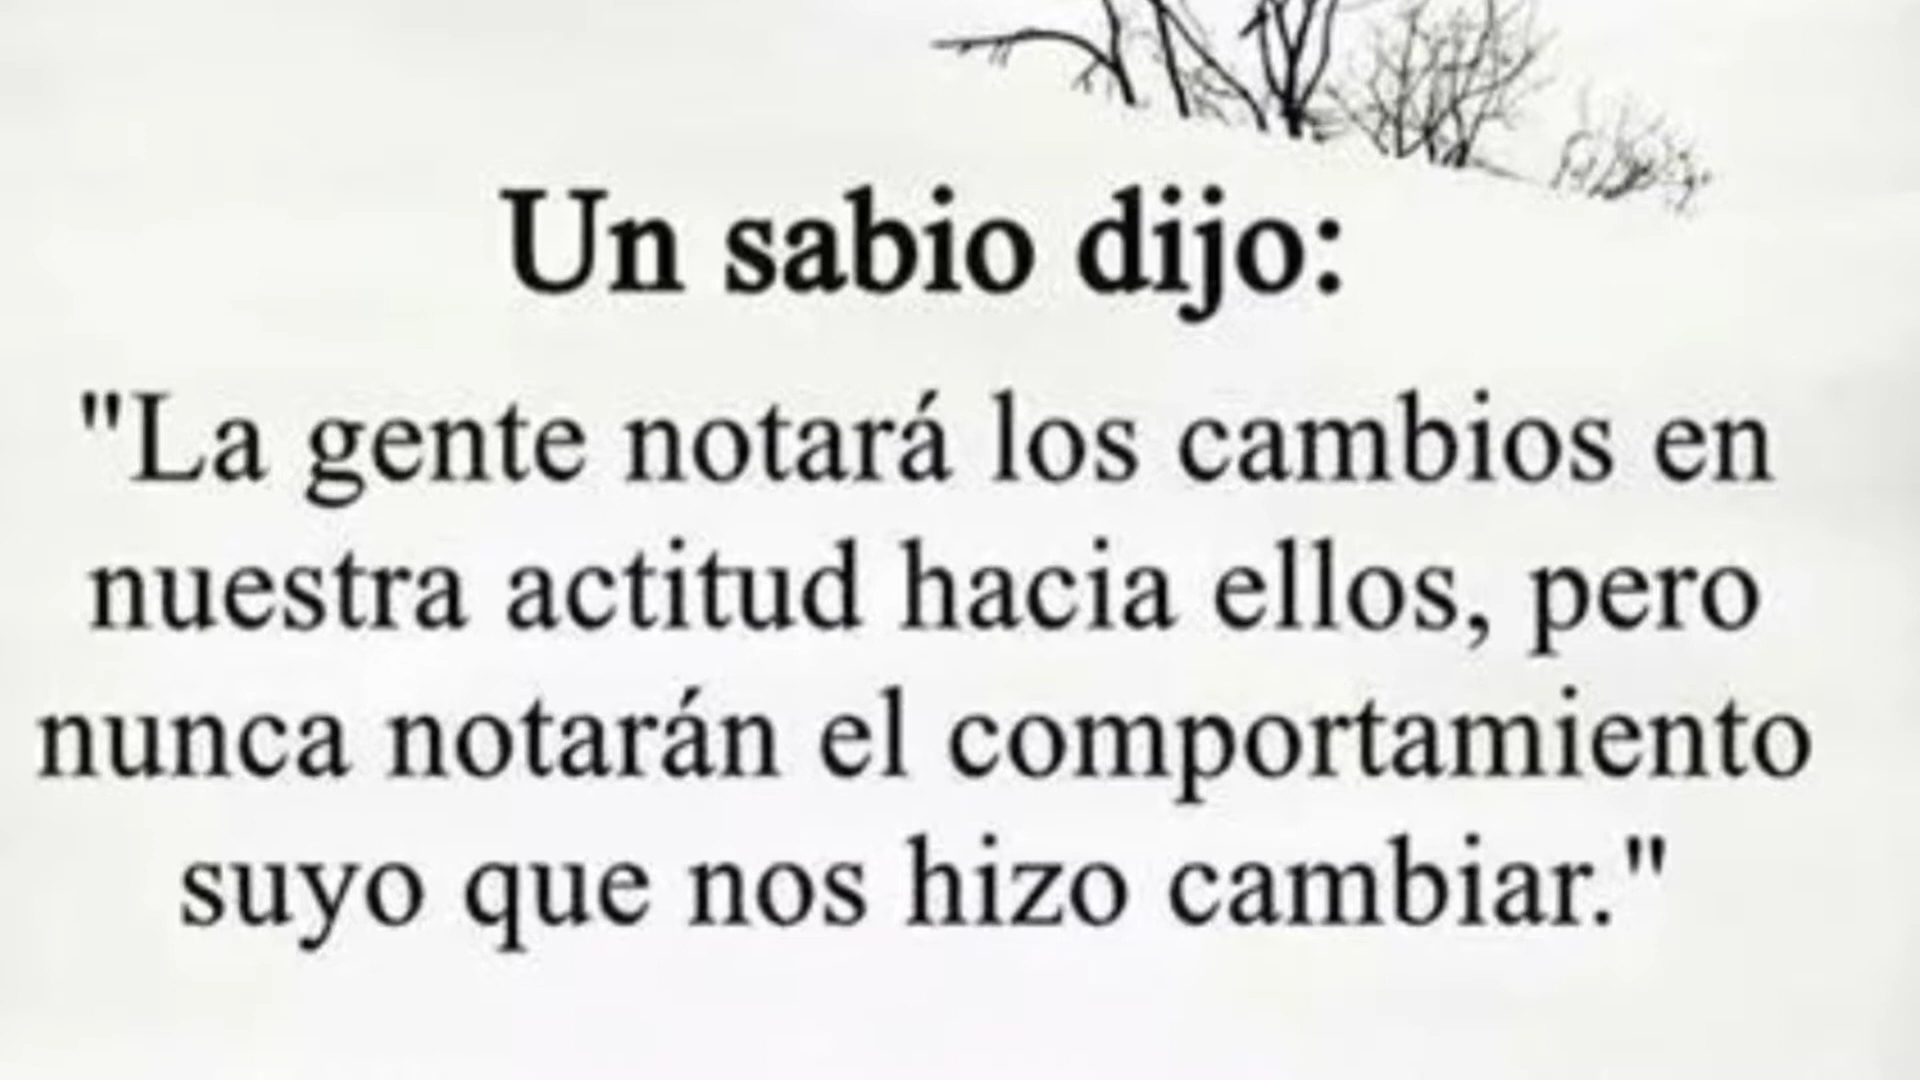 Un sabio dijo:
"La gente notará los cambios en
nuestra actitud hacia ellos, pero
nunca notarán el comportamiento
suyo que nos hizo cambiar."